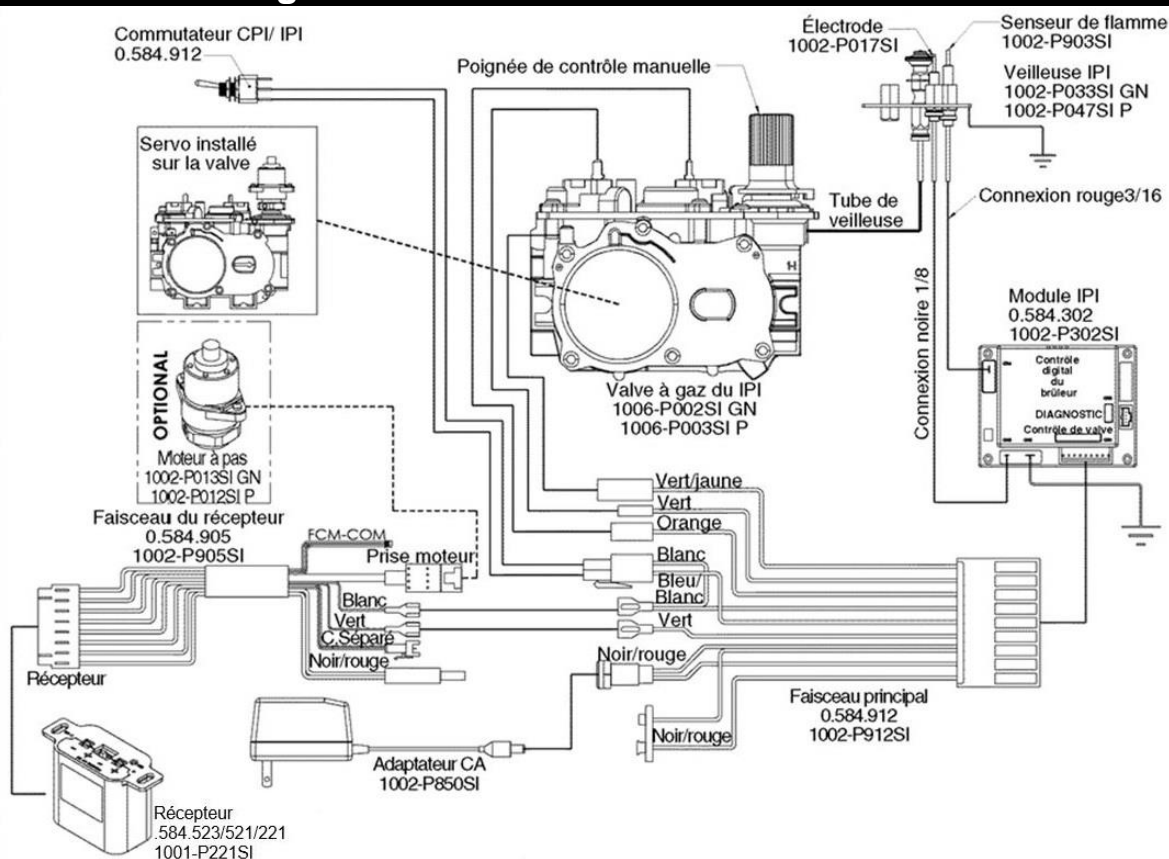 Commutateur CPI/ IPI
0.584.912
Servo installé
sur la valve
OPTIONAL
Moteur à pas
1002-P013SI GN
1002-P012SI P
Poignée de contrôle manuelle
Électrode
1002-P017SI
Senseur de flamme
1002-P903SI
Veilleuse IPI
1002-P033SI GN
1002-P047SI P
Tube de
veilleuse
Connexion rouge3/16
Connexion noire 1/8
Module IPI
0.584.302
1002-P302SI
Contrôle
digital
du
brûleur
DIAGNOSTIC
Contrôle de valve
Valve à gaz du IPI
1006-P002SI GN
1006-P003SI P
Vert/jaune
Vert
Orange
Blanc
Bleu/
Blanc
Vert
Noir/rouge
Noir/rouge
Faisceau principal
0.584.912
1002-P912SI
Faisceau du récepteur
0.584.905
1002-P905SI
FCM-COM
Prise moteur
Blanc
Vert
C,Séparé
Noir/rouge
Récepteur
Adaptateur CA
1002-P850SI
Récepteur
.584.523/521/221
1001-P221SI